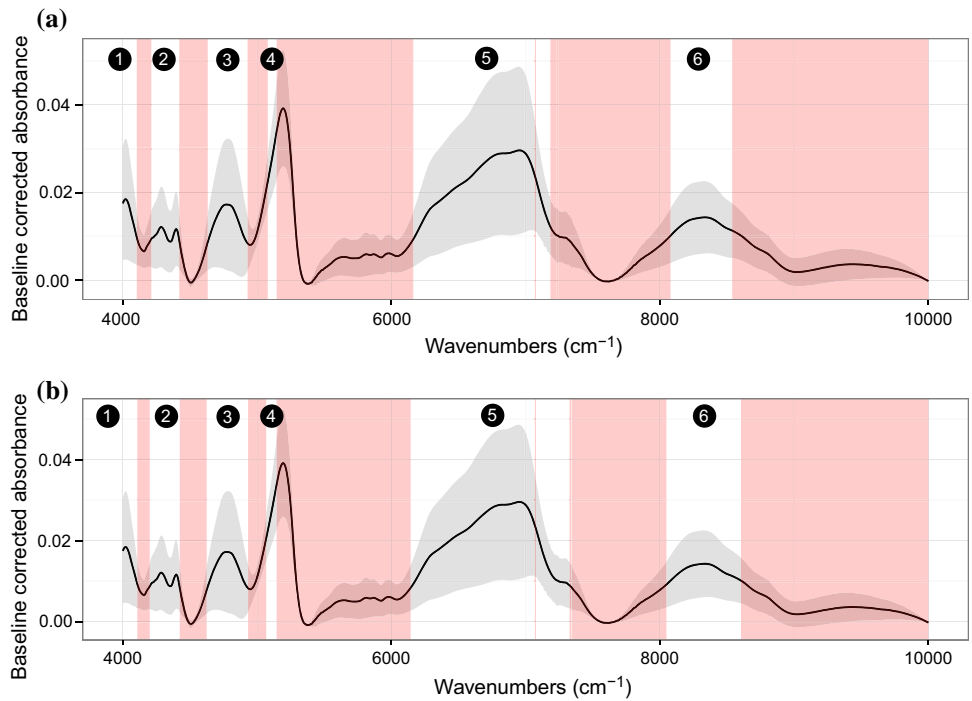 (a)
1 2 3 4 5 6
Baseline corrected absorbance
0.04
0.02
0.00
4000 6000 8000 10000
Wavenumbers (cm⁻¹)
(b)
1 2 3 4 5 6
Baseline corrected absorbance
0.04
0.02
0.00
4000 6000 8000 10000
Wavenumbers (cm⁻¹)